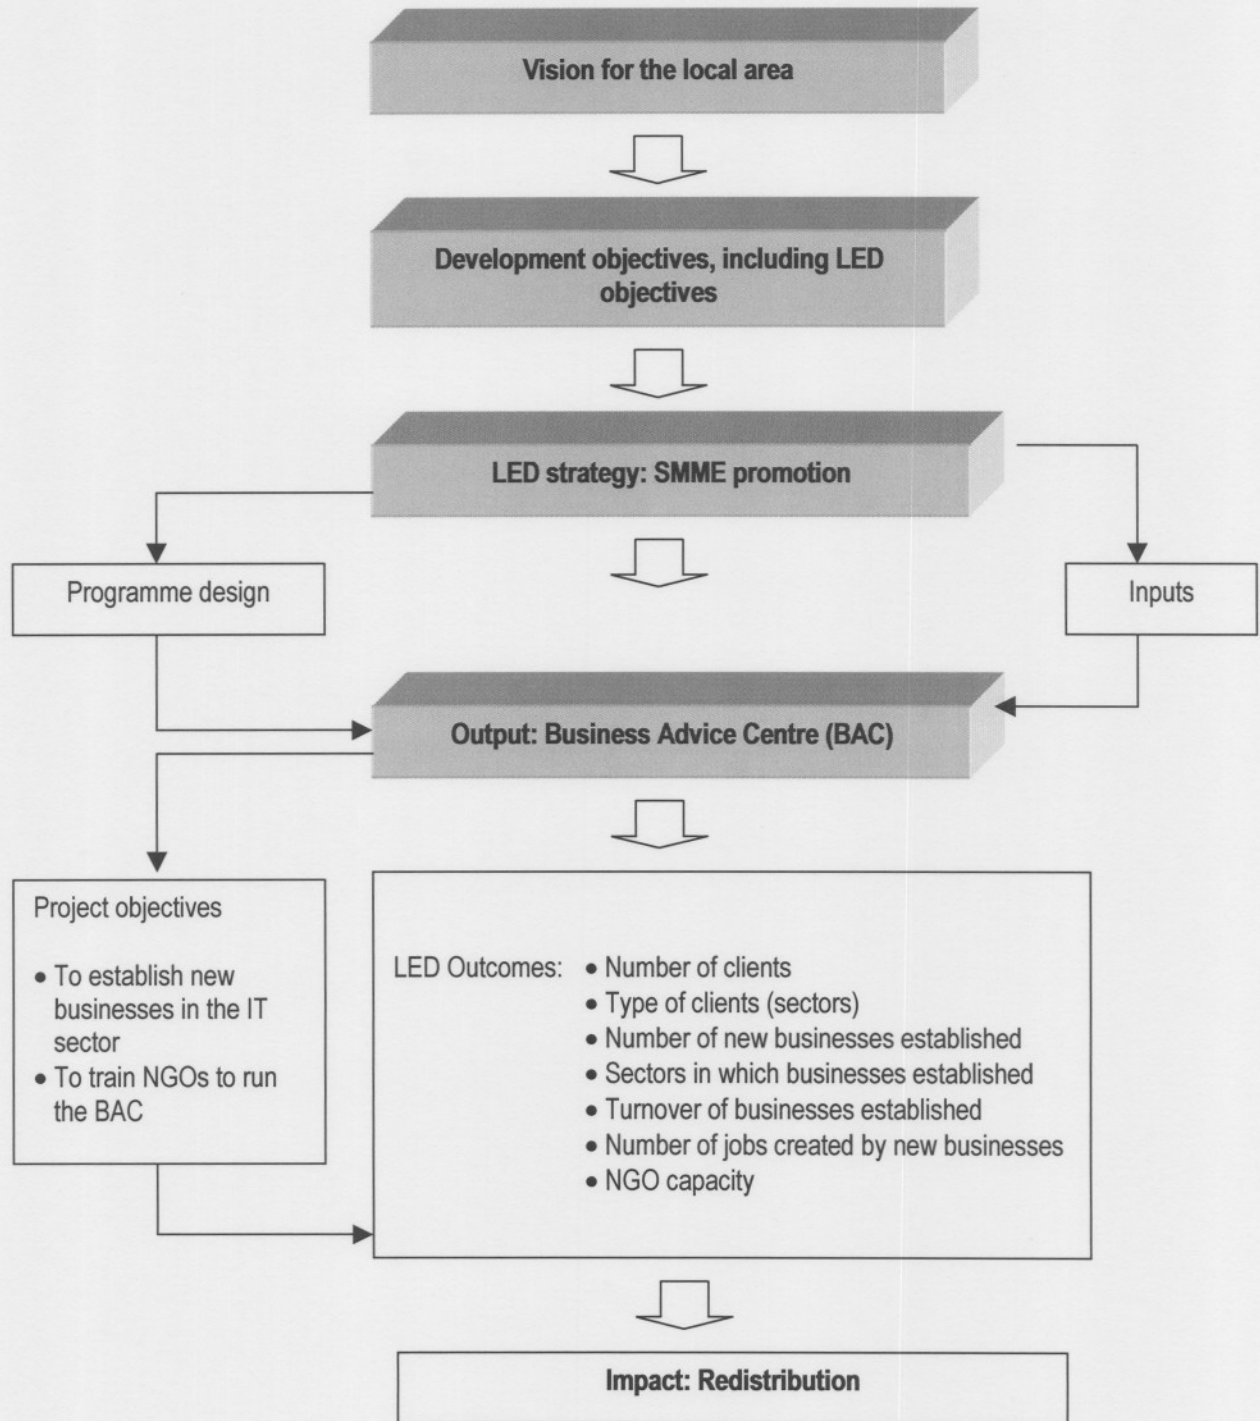 Vision for the local area
Development objectives, including LED
objectives
LED strategy: SMME promotion
Programme design
Inputs
Output: Business Advice Centre (BAC)
Project objectives
• To establish new
businesses in the IT
sector
• To train NGOs to run
the BAC
LED Outcomes: • Number of clients
• Type of clients (sectors)
• Number of new businesses established
• Sectors in which businesses established
• Turnover of businesses established
• Number of jobs created by new businesses
• NGO capacity
Impact: Redistribution